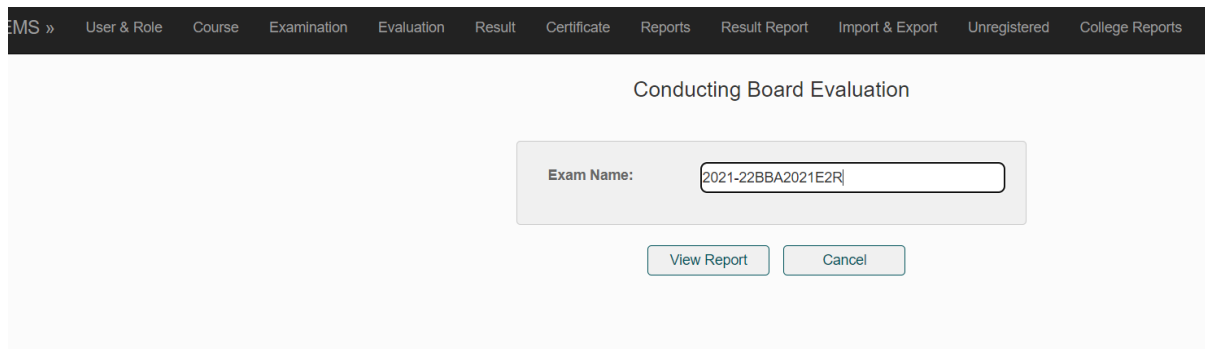 EMS » User & Role Course Examination Evaluation Result Certificate Reports Result Report Import & Export Unregistered College Reports
Conducting Board Evaluation
Exam Name: 2021-22BBA2021E2R
View Report Cancel